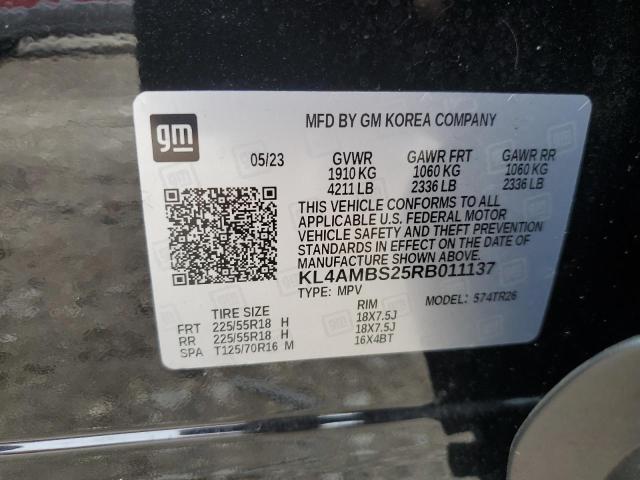 gm
MFD BY GM KOREA COMPANY
05/23 GVWR GAWR FRT GAWR RR
1910 KG 1060 KG 1060 KG
4211 LB 2336 LB 2336 LB
THIS VEHICLE CONFORMS TO ALL
APPLICABLE U.S. FEDERAL MOTOR
VEHICLE SAFETY AND THEFT PREVENTION
STANDARDS IN EFFECT ON THE DATE OF
MANUFACTURE SHOWN ABOVE.
KL4AMBS25RB011137
TYPE: MPV MODEL: 574TR26
TIRE SIZE RIM
FRT 225/55R18 H 18X7.5J
RR 225/55R18 H 18X7.5J
SPA T125/70R16 M 16X4BT